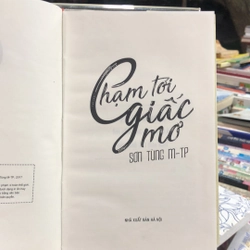 Chạm tới
giấc
mơ
SƠN TÙNG M-TP
NHÀ XUẤT BẢN HÀ NỘI